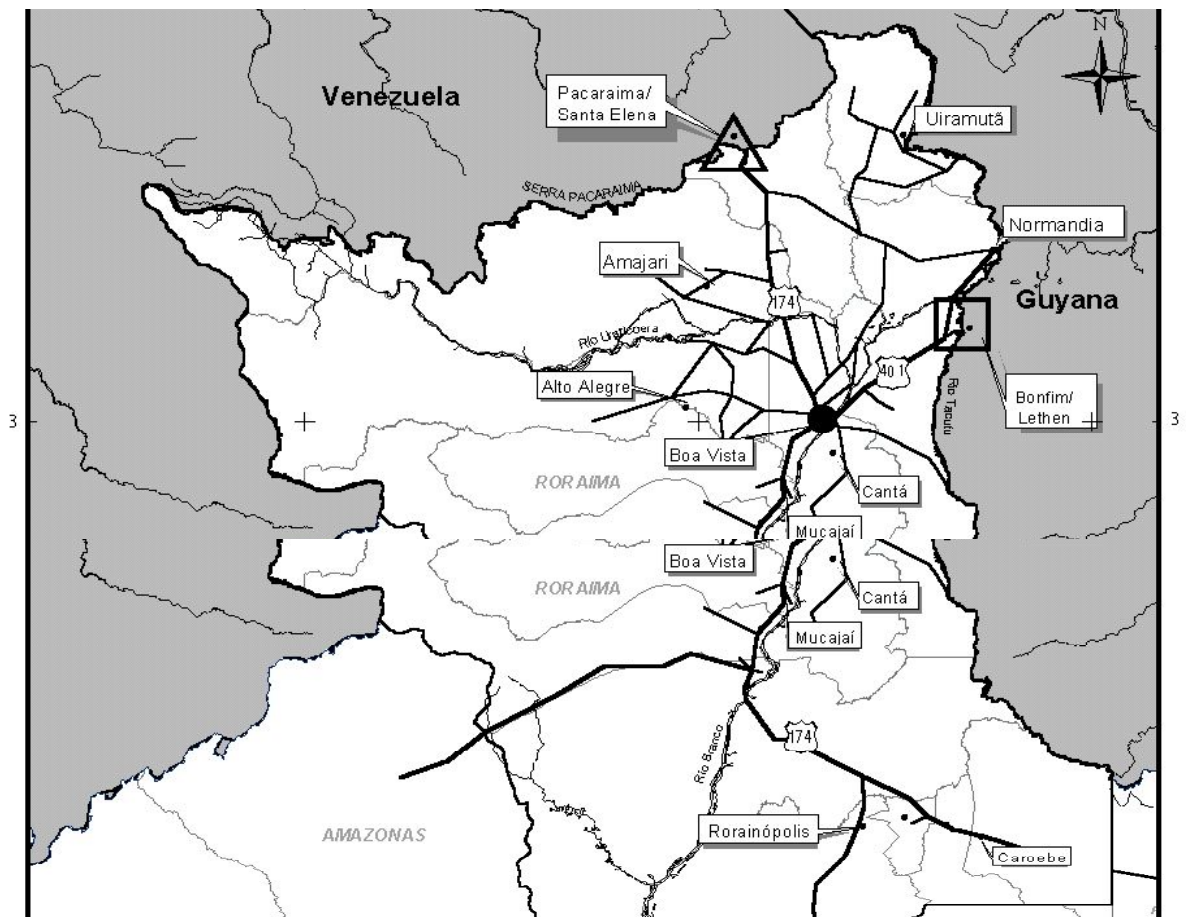 N
Venezuela
Pacaraima/
Santa Elena
Uiramutã
SERRA PACARAIMA
Normandia
Amajari
174
Guyana
Rio Uraricoera
401
Alto Alegre
Rio Tacutu
Bonfim/
Lethen
3
3
Boa Vista
RORAIMA
Cantá
Mucajaí
Boa Vista
RORAIMA
Cantá
Mucajaí
174
Rio Branco
AMAZONAS
Rorainópolis
Caroebe